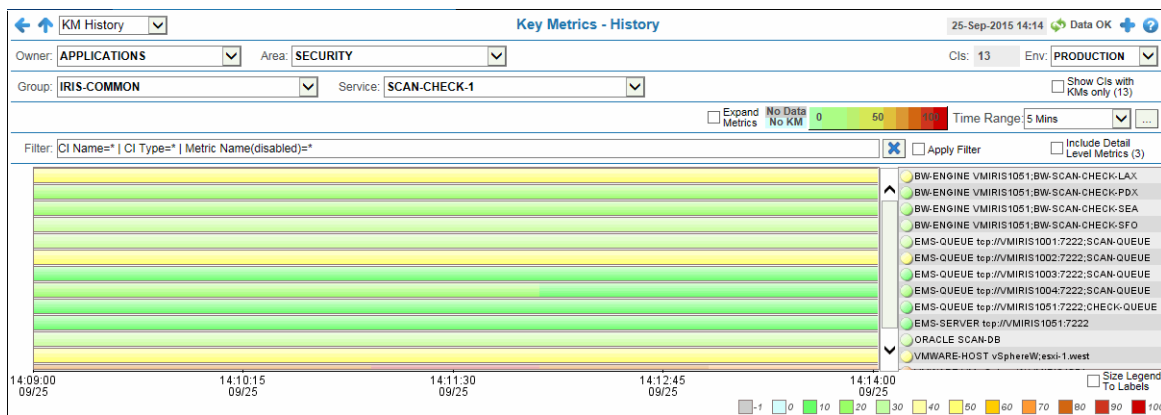 KM History
Key Metrics - History
25-Sep-2015 14:14 Data OK
Owner: APPLICATIONS Area: SECURITY CIs: 13 Env: PRODUCTION
Group: IRIS-COMMON Service: SCAN-CHECK-1 Show CIs with
KMs only (13)
Expand Metrics No Data No KM 0 50 100 Time Range: 5 Mins ...
Filter: CI Name=* | CI Type=* | Metric Name(disabled)=* Apply Filter Include Detail
Level Metrics (3)
BW-ENGINE VMIRIS1051;BW-SCAN-CHECK-LAX
BW-ENGINE VMIRIS1051;BW-SCAN-CHECK-PDX
BW-ENGINE VMIRIS1051;BW-SCAN-CHECK-SEA
BW-ENGINE VMIRIS1051;BW-SCAN-CHECK-SFO
EMS-QUEUE tcp://VMIRIS1001:7222;SCAN-QUEUE
EMS-QUEUE tcp://VMIRIS1002:7222;SCAN-QUEUE
EMS-QUEUE tcp://VMIRIS1003:7222;SCAN-QUEUE
EMS-QUEUE tcp://VMIRIS1004:7222;SCAN-QUEUE
EMS-QUEUE tcp://VMIRIS1051:7222;CHECK-QUEUE
EMS-SERVER tcp://VMIRIS1051:7222
ORACLE SCAN-DB
VMWARE-HOST vSphereW;esxi-1.west
14:09:00 14:10:15 14:11:30 14:12:45 14:14:00
09/25 09/25 09/25 09/25 09/25
Size Legend
To Labels
-1 0 10 20 30 40 50 60 70 80 90 100